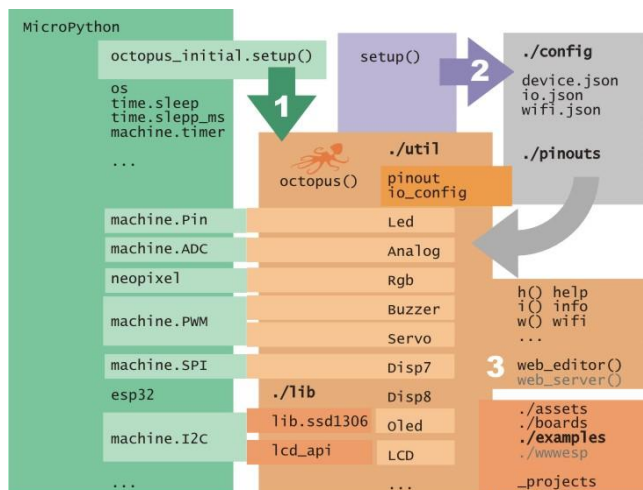 MicroPython
octopus_initial.setup()
os
time.sleep
time.slepp_ms
machine.timer
...
machine.Pin
machine.ADC
neopixel
machine.PWM
machine.SPI
esp32
machine.I2C
...
1
setup()
2
./util
octopus()
pinout
io_config
Led
Analog
Rgb
Buzzer
Servo
Disp7
./lib
Disp8
lib.ssd1306
Oled
lcd_api
LCD
...
./config
device.json
io.json
wifi.json
./pinouts
h() help
i() info
w() wifi
...
3
web_editor()
web_server()
./assets
./boards
./examples
./wwwesp
_projects